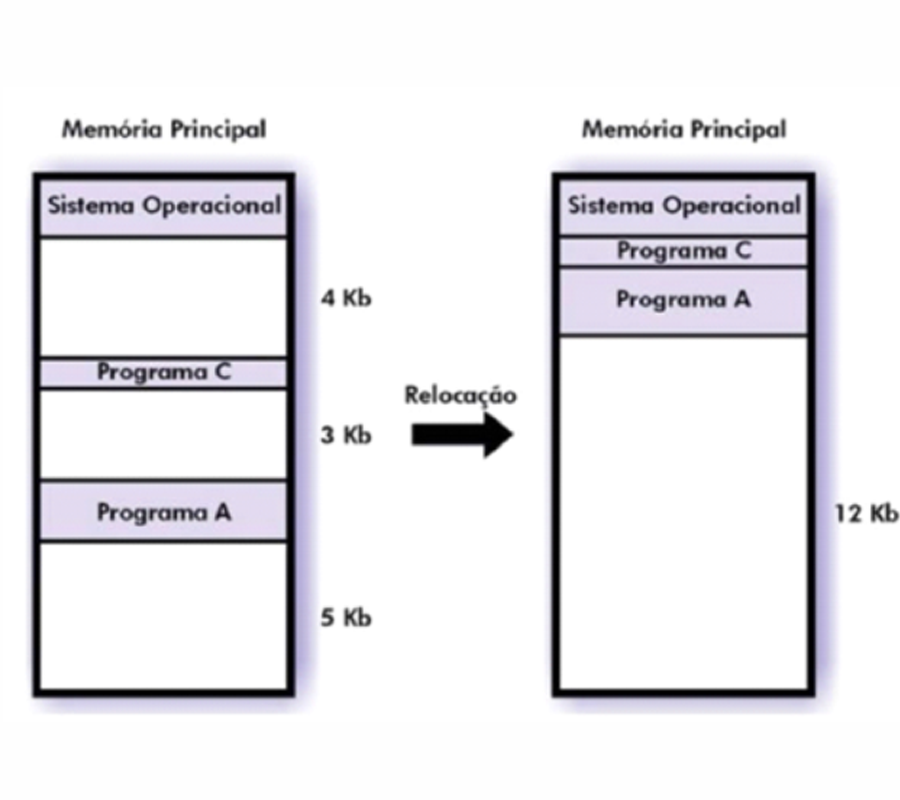 Memória Principal
Sistema Operacional
4 Kb
Programa C
3 Kb
Programa A
5 Kb
Relocação
Memória Principal
Sistema Operacional
Programa C
Programa A
12 Kb